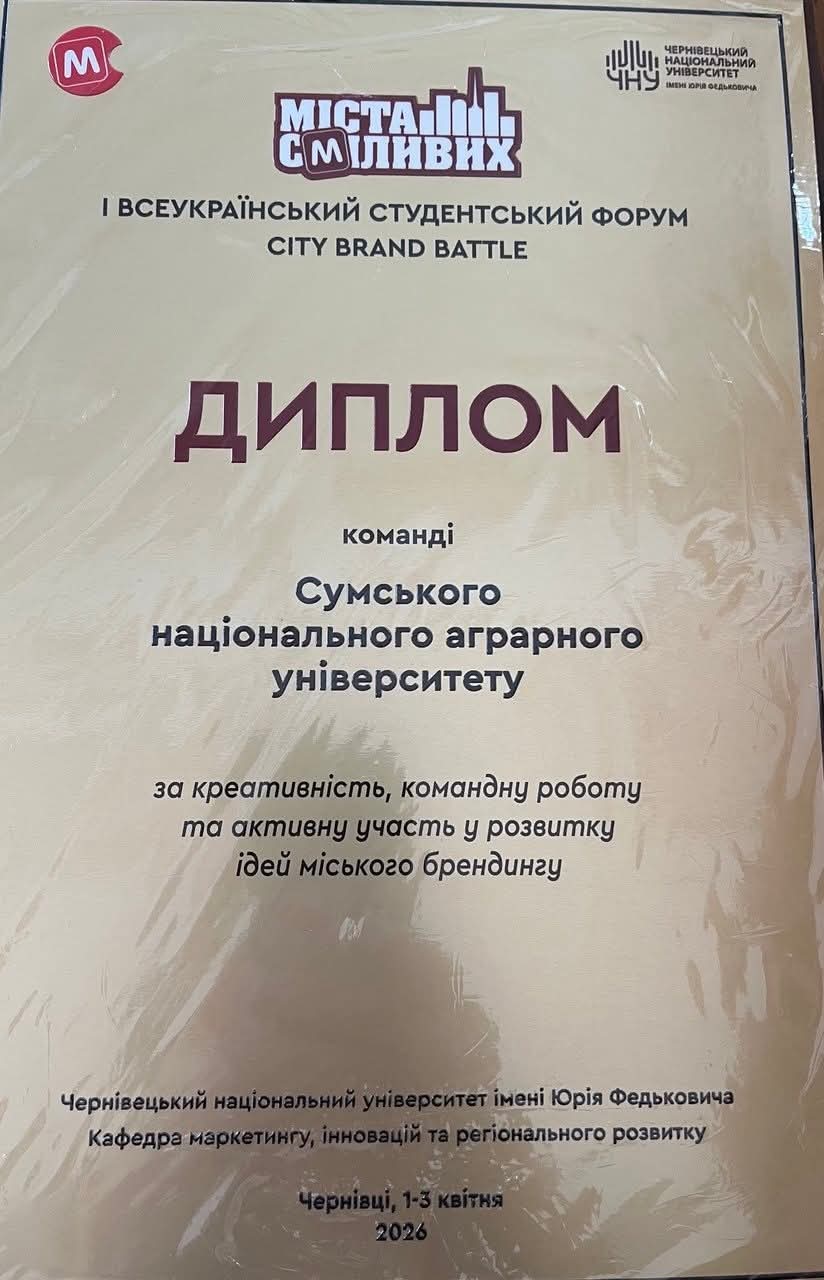 М
ЧНУ
ЧЕРНІВЕЦЬКИЙ
НАЦІОНАЛЬНИЙ
УНІВЕРСИТЕТ
ІМЕНІ ЮРІЯ ФЕДЬКОВИЧА
МІСТА
СМІЛИВИХ
І ВСЕУКРАЇНСЬКИЙ СТУДЕНТСЬКИЙ ФОРУМ
CITY BRAND BATTLE
ДИПЛОМ
команді
Сумського
національного аграрного
університету
за креативність, командну роботу
та активну участь у розвитку
ідей міського брендингу
Чернівецький національний університет імені Юрія Федьковича
Кафедра маркетингу, інновацій та регіонального розвитку
Чернівці, 1-3 квітня
2026